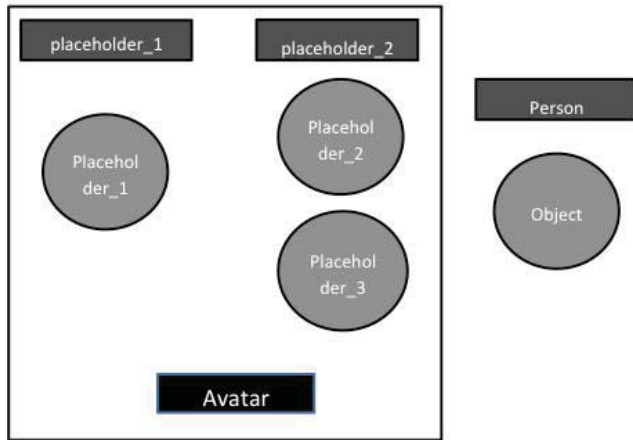 placeholder_1
placeholder_2
Placehol
der_1
Placehol
der_2
Placehol
der_3
Avatar
Person
Object